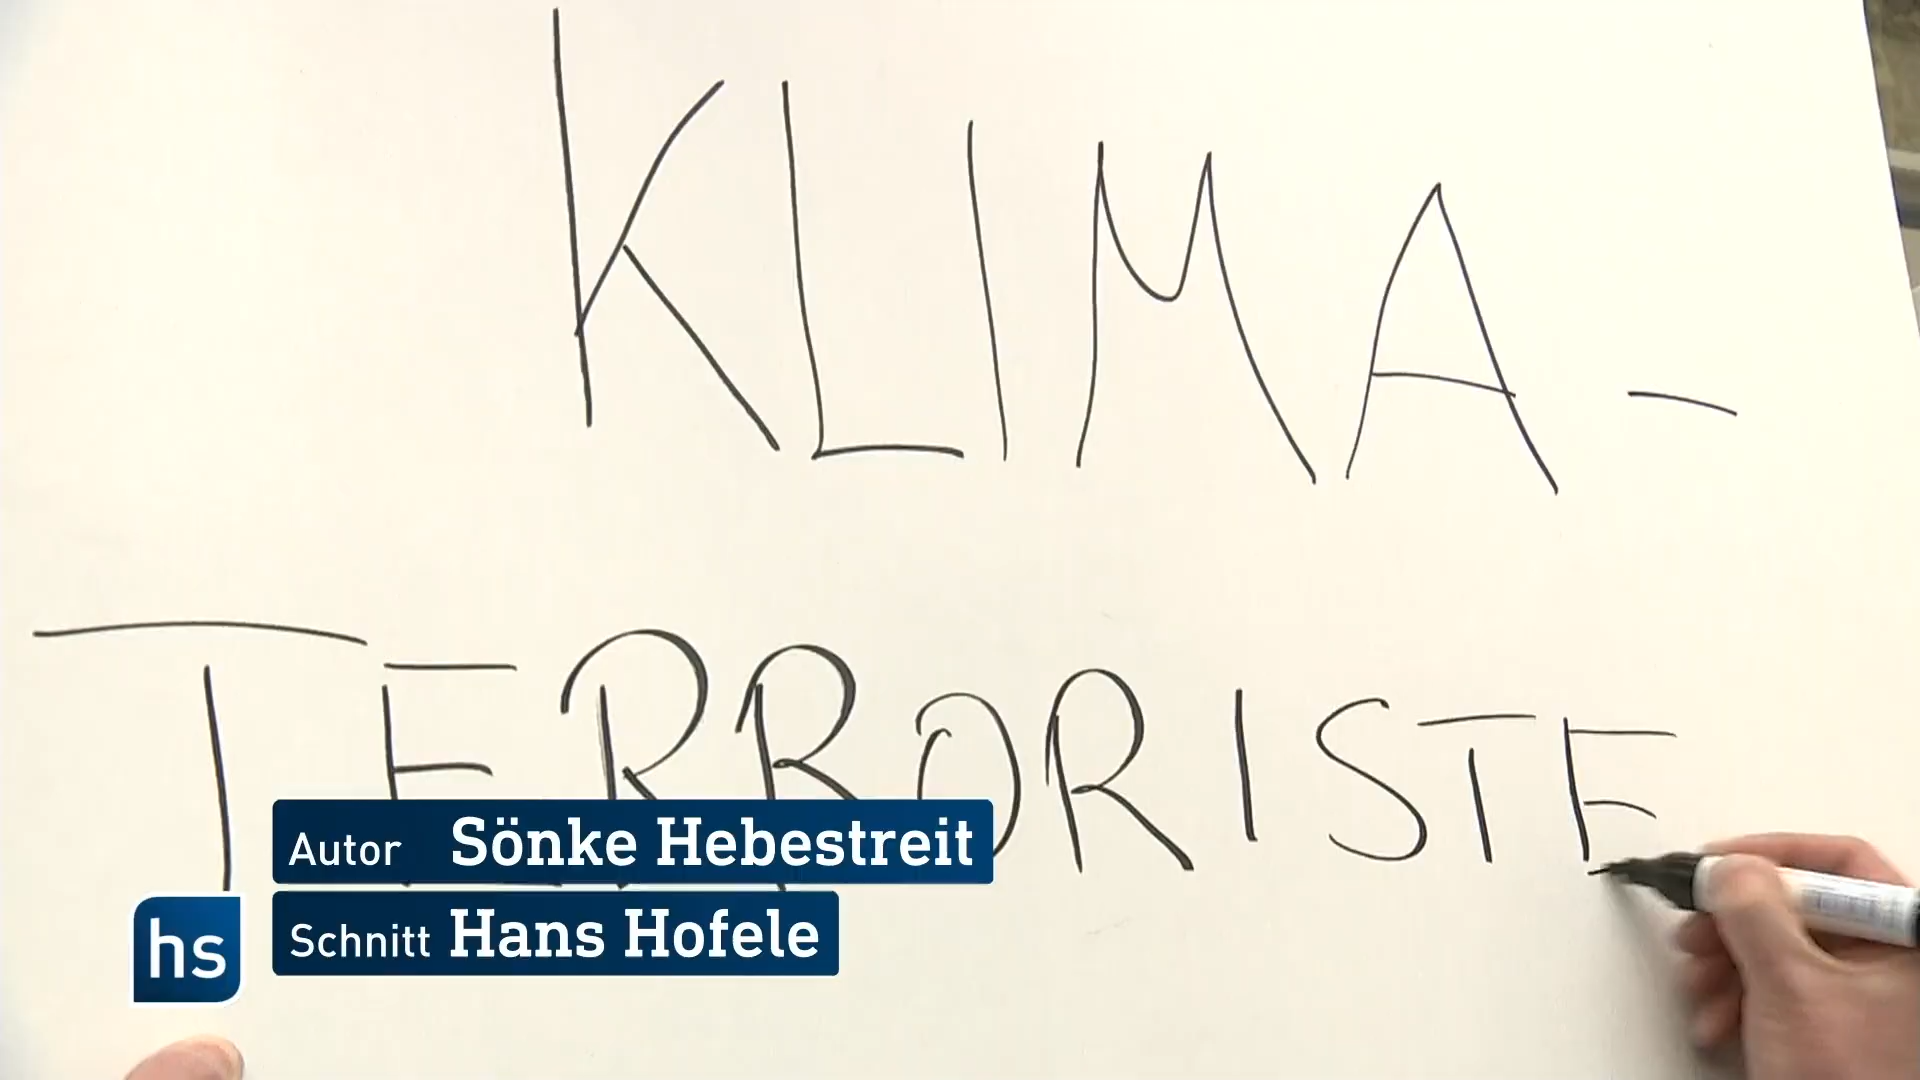 KLIMA-
TERRORISTE
Autor Sönke Hebestreit
Schnitt Hans Hofele
hs